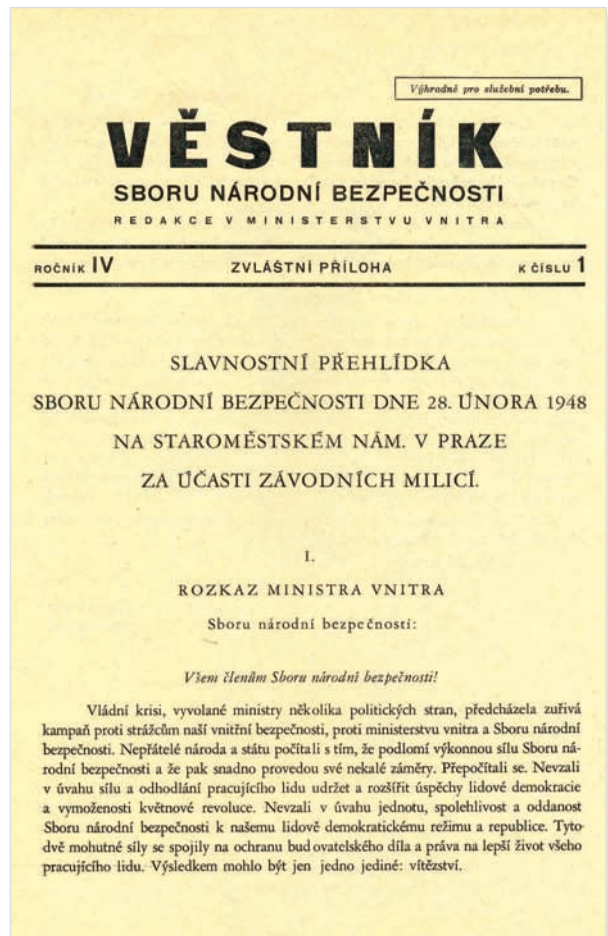 Výhradně pro služební potřebu.
VĚSTNÍK
SBORU NÁRODNÍ BEZPEČNOSTI
REDAKCE V MINISTERSTVU VNITRA
ROČNÍK IV ZVLÁŠTNÍ PŘÍLOHA K ČÍSLU 1
SLAVNOSTNÍ PŘEHLÍDKA
SBORU NÁRODNÍ BEZPEČNOSTI DNE 28. ÚNORA 1948
NA STAROMĚSTSKÉM NÁM. V PRAZE
ZA ÚČASTI ZÁVODNÍCH MILICÍ.
I.
ROZKAZ MINISTRA VNITRA
Sboru národní bezpečnosti:
Všem členům Sboru národní bezpečnosti!
Vládní krisi, vyvolané ministry několika politických stran, předcházela zuřivá
kampaň proti strážcům naší vnitřní bezpečnosti, proti ministerstvu vnitra a Sboru národní
bezpečnosti. Nepřátelé národa a státu počítali s tím, že podlomí výkonnou sílu Sboru ná-
rodní bezpečnosti a že pak snadno provedou své nekalé záměry. Přepočítali se. Nevzali
v úvahu sílu a odhodlání pracujícího lidu udržet a rozšířit úspěchy lidové demokracie
a vymoženosti květnové revoluce. Nevzali v úvahu jednotu, spolehlivost a oddanost
Sboru národní bezpečnosti k našemu lidově demokratickému režimu a republice. Tyto
dvě mohutné síly se spojily na ochranu budovatelského díla a práva na lepší život všeho
pracujícího lidu. Výsledkem mohlo být jen jedno jediné: vítězství.